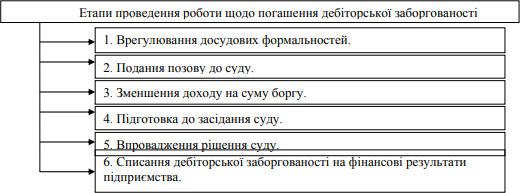 Етапи проведення роботи щодо погашення дебіторської заборгованості
1. Врегулювання досудових формальностей.
2. Подання позову до суду.
3. Зменшення доходу на суму боргу.
4. Підготовка до засідання суду.
5. Впровадження рішення суду.
6. Списання дебіторської заборгованості на фінансові результати
підприємства.